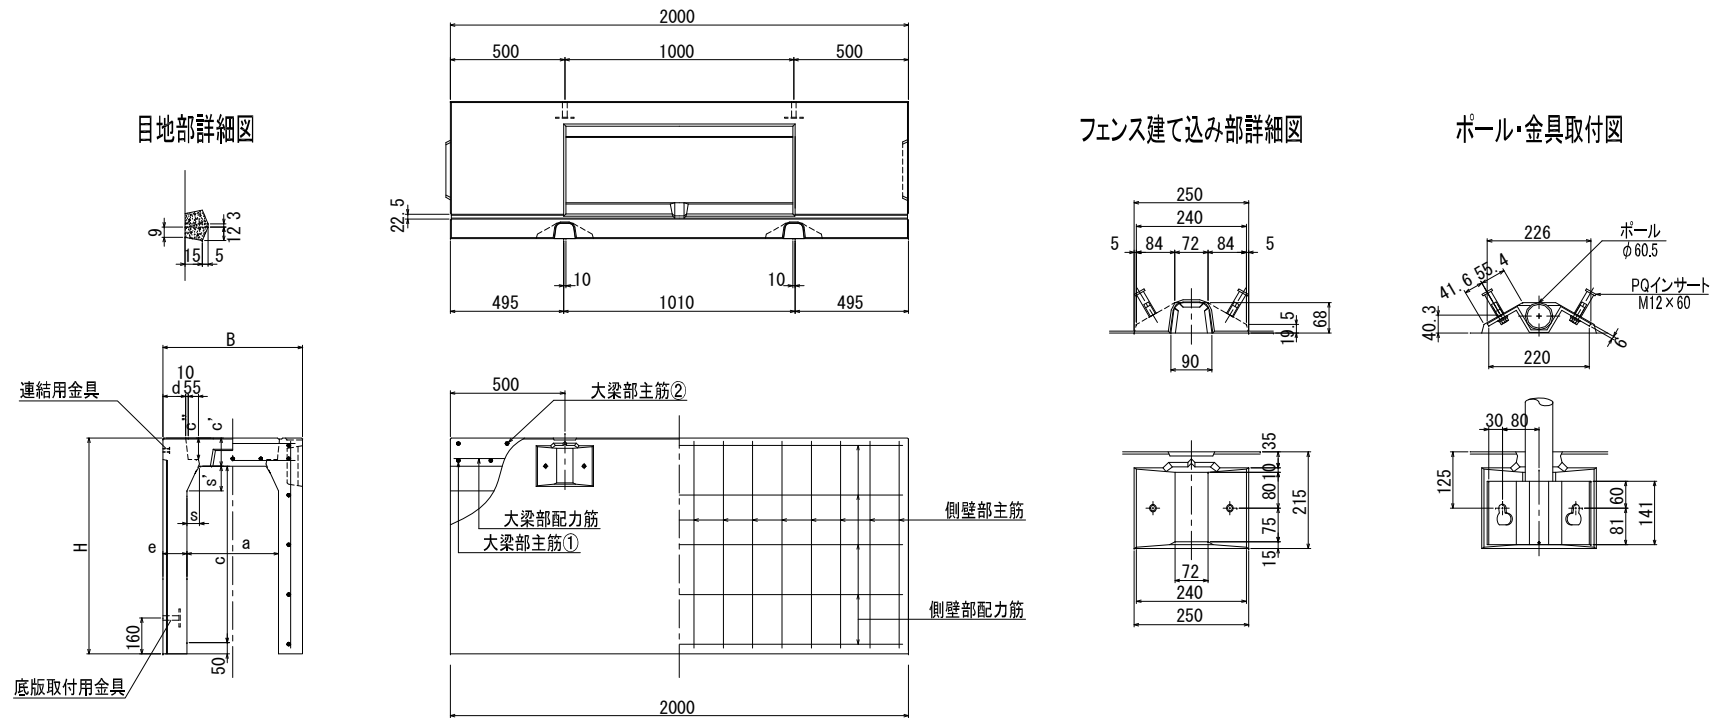 2000
500 1000 500
22.5
10 10
495 1010 495
目地部詳細図
9
12 3
15 5
フェンス建て込み部詳細図
250
240
5 84 72 84 5
19.5
68
90
ポール・金具取付図
226
ポール
φ60.5
41.6 55.4
PQインサート
M12×60
40.3
6
220
B
10
d 55
連結用金具
c" c'
s'
s
H
e a
c
160
50
底版取付用金具
500
大梁部主筋②
大梁部配力筋
大梁部主筋①
側壁部主筋
側壁部配力筋
2000
35
10
80
75
15
215
72
240
250
30 80
125
60
81
141